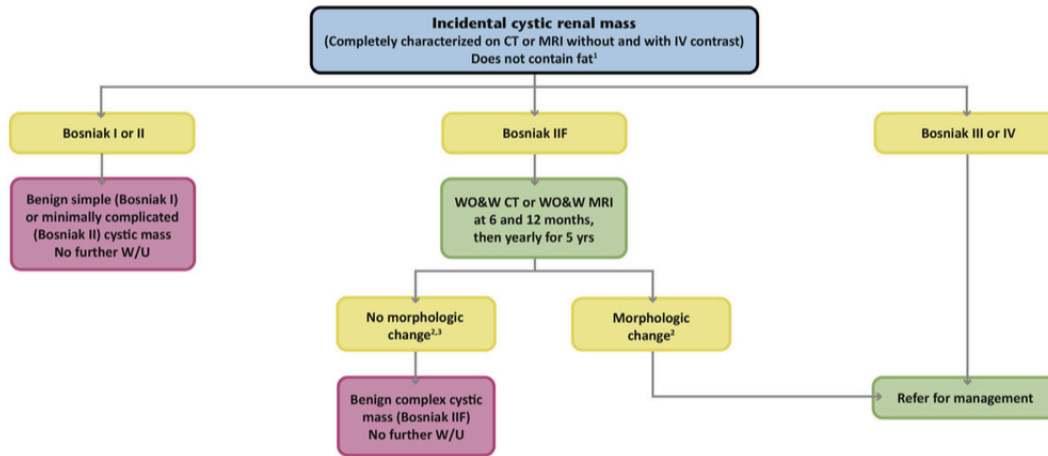 Incidental cystic renal mass
(Completely characterized on CT or MRI without and with IV contrast)
Does not contain fat¹
Bosniak I or II
Bosniak IIF
Bosniak III or IV
Benign simple (Bosniak I)
or minimally complicated
(Bosniak II) cystic mass
No further W/U
WO&W CT or WO&W MRI
at 6 and 12 months,
then yearly for 5 yrs
No morphologic
change²,³
Morphologic
change²
Benign complex cystic
mass (Bosniak IIF)
No further W/U
Refer for management